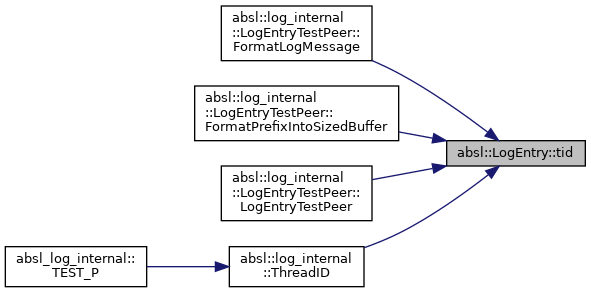 absl::log_internal
::LogEntryTestPeer::
FormatLogMessage
absl::log_internal
::LogEntryTestPeer::
FormatPrefixIntoSizedBuffer
absl::LogEntry::tid
absl::log_internal
::LogEntryTestPeer::
LogEntryTestPeer
absl_log_internal::
TEST_P
absl::log_internal
::ThreadID